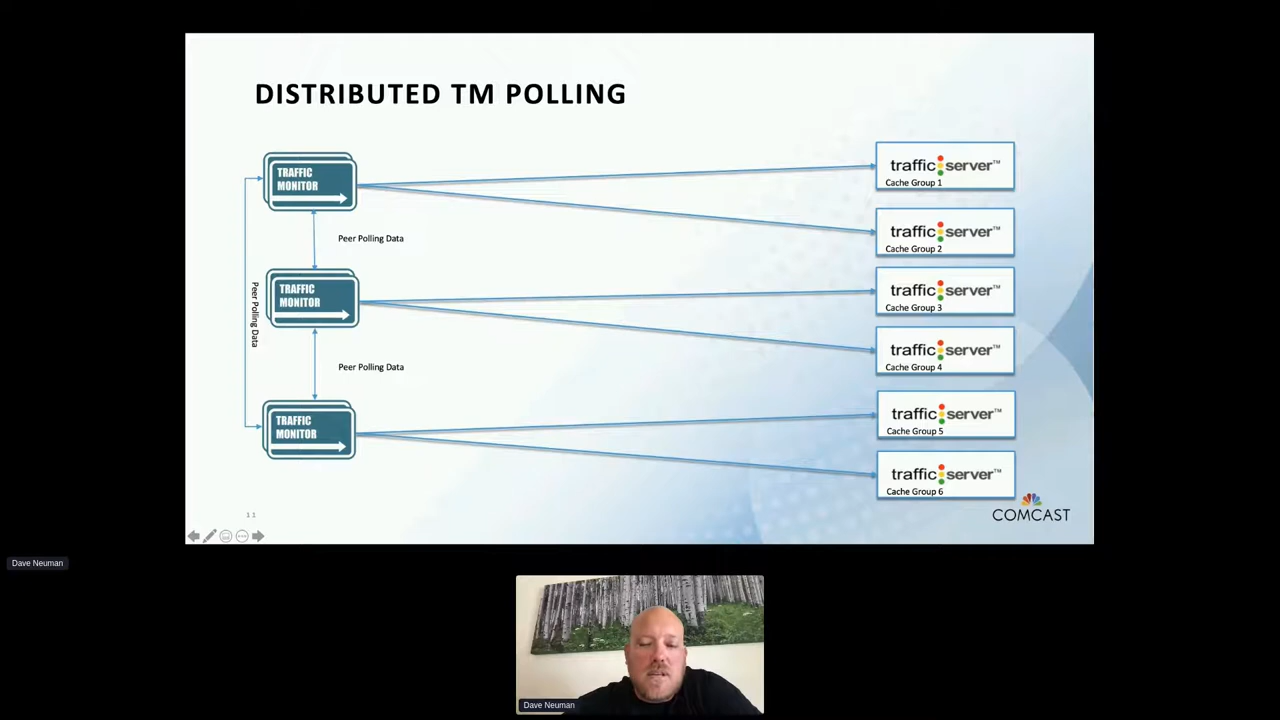 DISTRIBUTED TM POLLING
TRAFFIC
MONITOR
Peer Polling Data
TRAFFIC
MONITOR
Peer Polling Data
Peer Polling Data
TRAFFIC
MONITOR
traffic server™
Cache Group 1
traffic server™
Cache Group 2
traffic server™
Cache Group 3
traffic server™
Cache Group 4
traffic server™
Cache Group 5
traffic server™
Cache Group 6
COMCAST
11
Dave Neuman
Dave Neuman